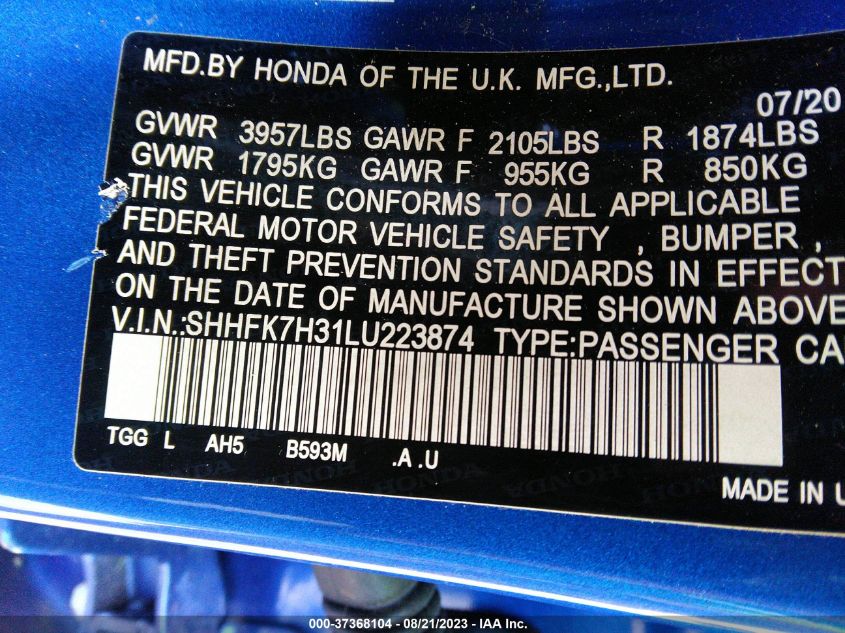 MFD.BY HONDA OF THE U.K. MFG.,LTD.
07/20
GVWR 3957LBS GAWR F 2105LBS R 1874LBS
GVWR 1795KG GAWR F 955KG R 850KG
THIS VEHICLE CONFORMS TO ALL APPLICABLE
FEDERAL MOTOR VEHICLE SAFETY , BUMPER ,
AND THEFT PREVENTION STANDARDS IN EFFECT
ON THE DATE OF MANUFACTURE SHOWN ABOVE
V.I.N.:SHHFK7H31LU223874 TYPE:PASSENGER CA
TGG L AH5 B593M .A .U
MADE IN U
000-37368104 - 08/21/2023 - IAA Inc.